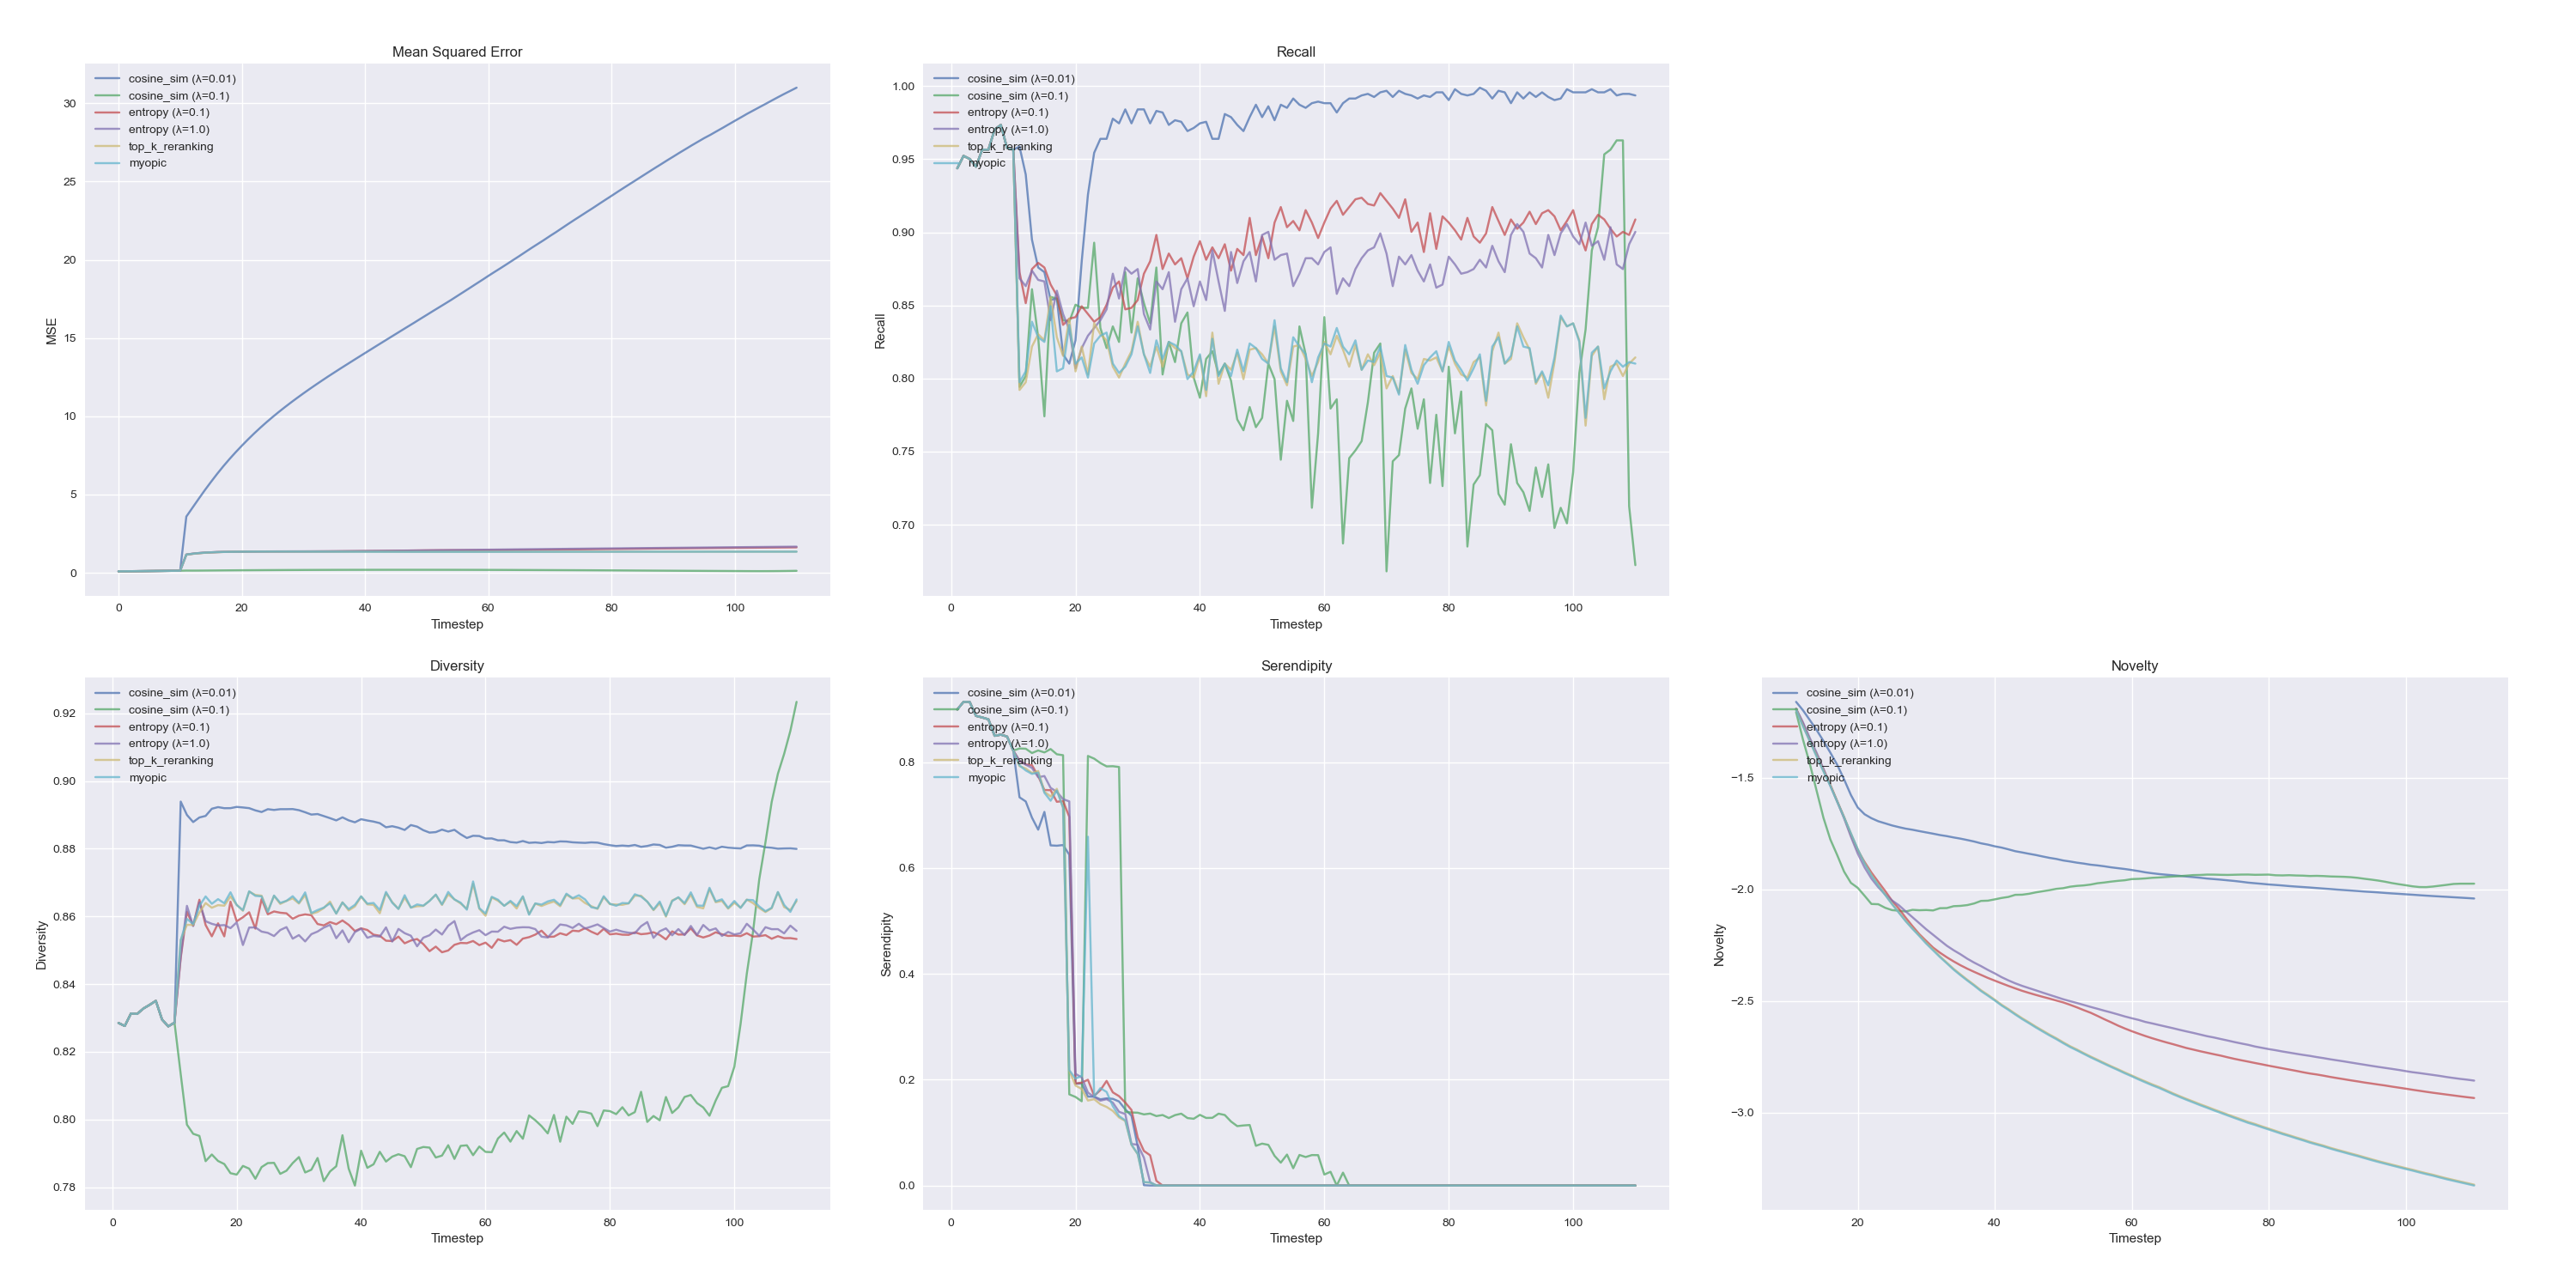 Mean Squared Error
cosine_sim (λ=0.01)
cosine_sim (λ=0.1)
entropy (λ=0.1)
entropy (λ=1.0)
top_k_reranking
myopic
MSE
30
25
20
15
10
5
0
0 20 40 60 80 100
Timestep
Recall
cosine_sim (λ=0.01)
cosine_sim (λ=0.1)
entropy (λ=0.1)
entropy (λ=1.0)
top_k_reranking
myopic
Recall
1.00
0.95
0.90
0.85
0.80
0.75
0.70
0 20 40 60 80 100
Timestep
Diversity
cosine_sim (λ=0.01)
cosine_sim (λ=0.1)
entropy (λ=0.1)
entropy (λ=1.0)
top_k_reranking
myopic
Diversity
0.92
0.90
0.88
0.86
0.84
0.82
0.80
0.78
0 20 40 60 80 100
Timestep
Serendipity
cosine_sim (λ=0.01)
cosine_sim (λ=0.1)
entropy (λ=0.1)
entropy (λ=1.0)
top_k_reranking
myopic
Serendipity
0.8
0.6
0.4
0.2
0.0
0 20 40 60 80 100
Timestep
Novelty
cosine_sim (λ=0.01)
cosine_sim (λ=0.1)
entropy (λ=0.1)
entropy (λ=1.0)
top_k_reranking
myopic
Novelty
−1.5
−2.0
−2.5
−3.0
20 40 60 80 100
Timestep